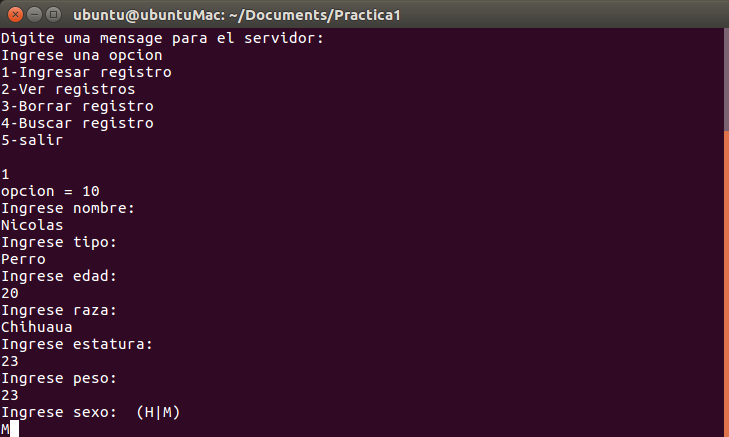 ubuntu@ubuntuMac: ~/Documents/Practica1
Digite uma mensage para el servidor:
Ingrese una opcion
1-Ingresar registro
2-Ver registros
3-Borrar registro
4-Buscar registro
5-salir
1
opcion = 10
Ingrese nombre:
Nicolas
Ingrese tipo:
Perro
Ingrese edad:
20
Ingrese raza:
Chihuaua
Ingrese estatura:
23
Ingrese peso:
23
Ingrese sexo:  (H|M)
M